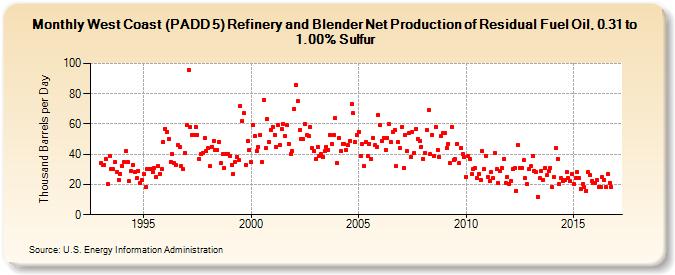 Monthly West Coast (PADD 5) Refinery and Blender Net Production of Residual Fuel Oil, 0.31 to
1.00% Sulfur
Thousand Barrels per Day
100
80
60
40
20
0
1995 2000 2005 2010 2015
Source: U.S. Energy Information Administration